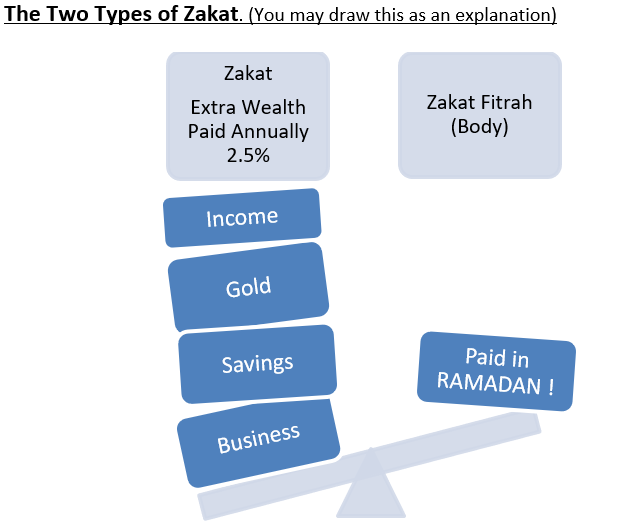 The Two Types of Zakat. (You may draw this as an explanation)
Zakat
Extra Wealth
Paid Annually
2.5%
Zakat Fitrah
(Body)
Income
Gold
Savings
Business
Paid in
RAMADAN !